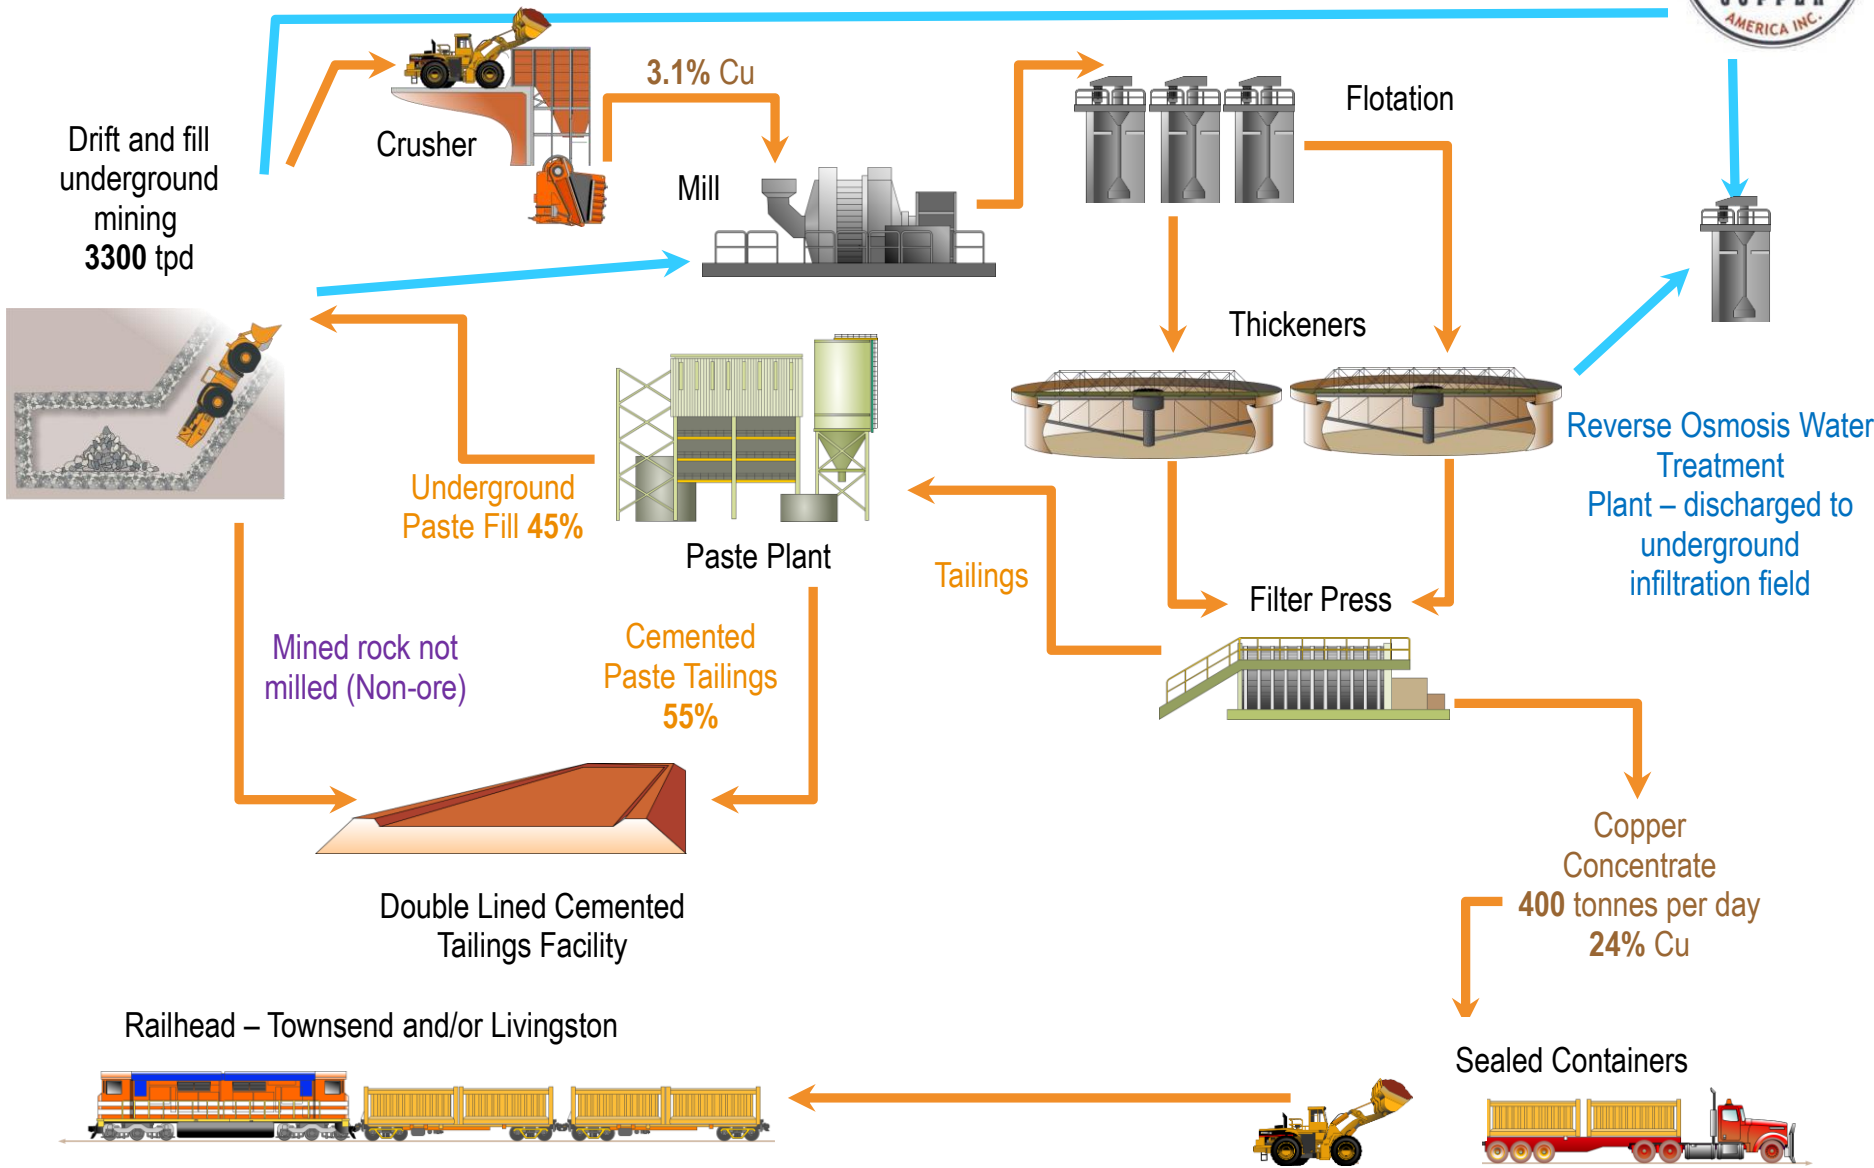 AMERICA INC.
3.1% Cu
Flotation
Crusher
Drift and fill
underground
mining
3300 tpd
Mill
Thickeners
Reverse Osmosis Water
Treatment
Plant – discharged to
underground
infiltration field
Underground
Paste Fill 45%
Paste Plant
Tailings
Filter Press
Mined rock not
milled (Non-ore)
Cemented
Paste Tailings
55%
Copper
Concentrate
400 tonnes per day
24% Cu
Double Lined Cemented
Tailings Facility
Railhead – Townsend and/or Livingston
Sealed Containers